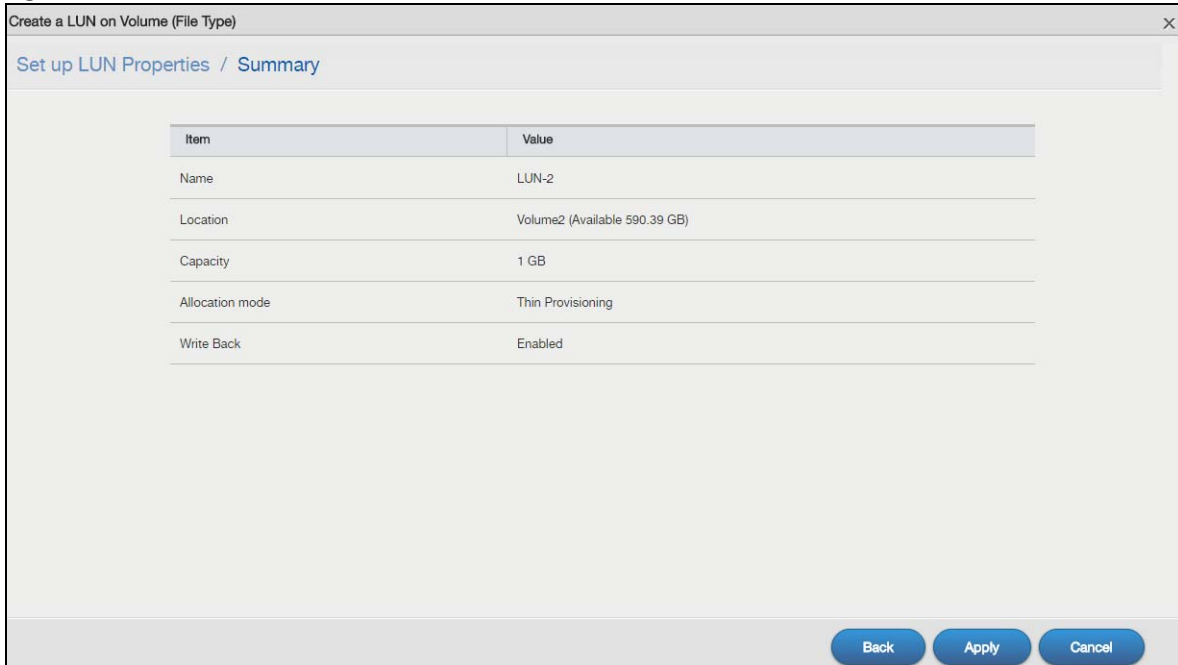 Create a LUN on Volume (File Type) X
Set up LUN Properties / Summary
Item Value
Name LUN-2
Location Volume2 (Available 590.39 GB)
Capacity 1 GB
Allocation mode Thin Provisioning
Write Back Enabled
Back Apply Cancel